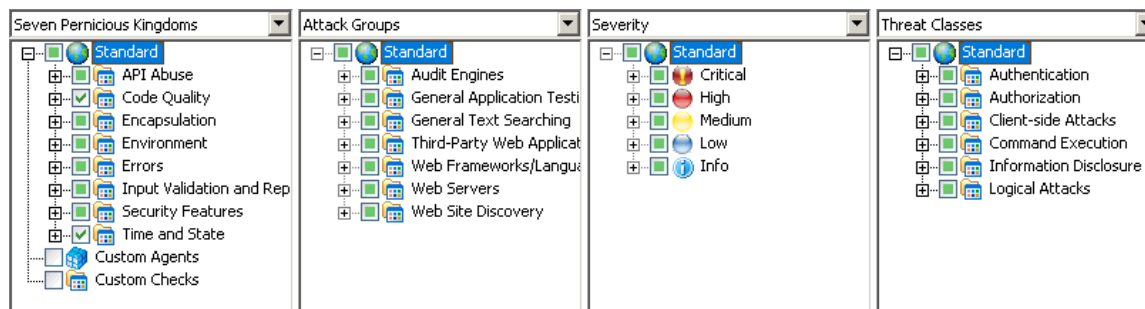 Seven Pernicious Kingdoms
Standard
API Abuse
Code Quality
Encapsulation
Environment
Errors
Input Validation and Rep
Security Features
Time and State
Custom Agents
Custom Checks
Attack Groups
Standard
Audit Engines
General Application Testi
General Text Searching
Third-Party Web Applicat
Web Frameworks/Langua
Web Servers
Web Site Discovery
Severity
Standard
Critical
High
Medium
Low
Info
Threat Classes
Standard
Authentication
Authorization
Client-side Attacks
Command Execution
Information Disclosure
Logical Attacks